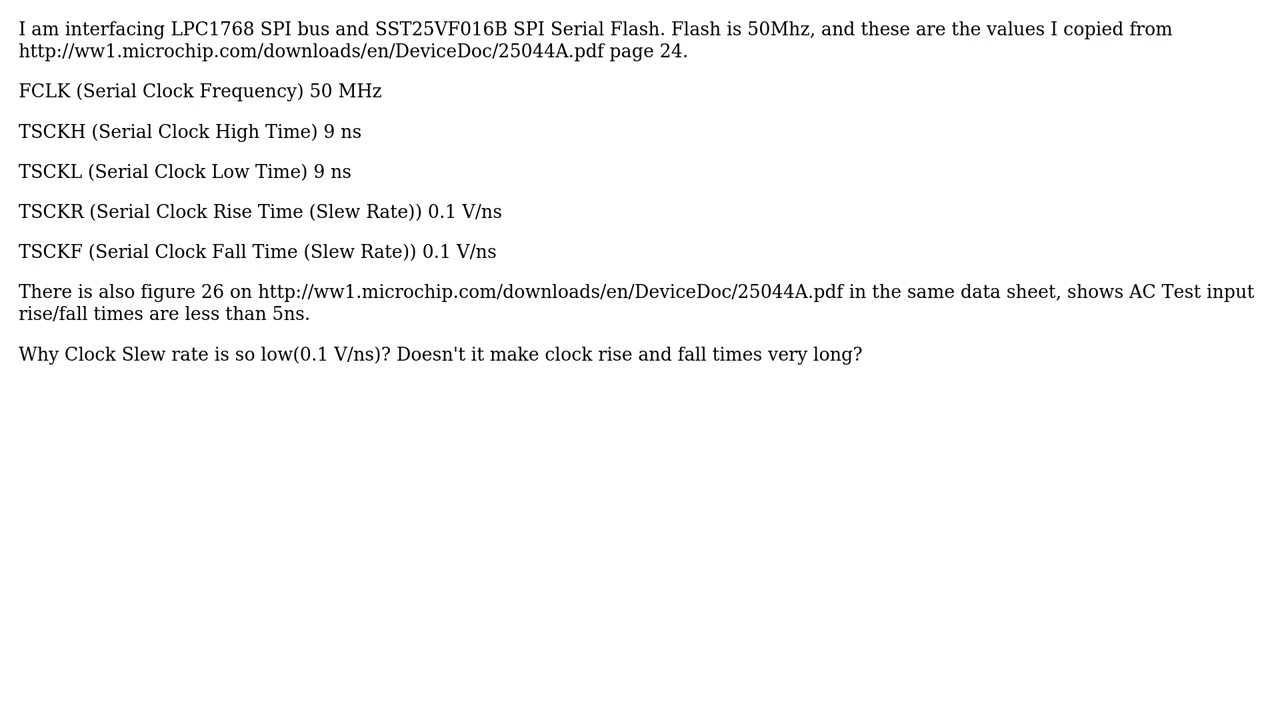 I am interfacing LPC1768 SPI bus and SST25VF016B SPI Serial Flash. Flash is 50Mhz, and these are the values I copied from
http://ww1.microchip.com/downloads/en/DeviceDoc/25044A.pdf page 24.
FCLK (Serial Clock Frequency) 50 MHz
TSCKH (Serial Clock High Time) 9 ns
TSCKL (Serial Clock Low Time) 9 ns
TSCKR (Serial Clock Rise Time (Slew Rate)) 0.1 V/ns
TSCKF (Serial Clock Fall Time (Slew Rate)) 0.1 V/ns
There is also figure 26 on http://ww1.microchip.com/downloads/en/DeviceDoc/25044A.pdf in the same data sheet, shows AC Test input
rise/fall times are less than 5ns.
Why Clock Slew rate is so low(0.1 V/ns)? Doesn't it make clock rise and fall times very long?